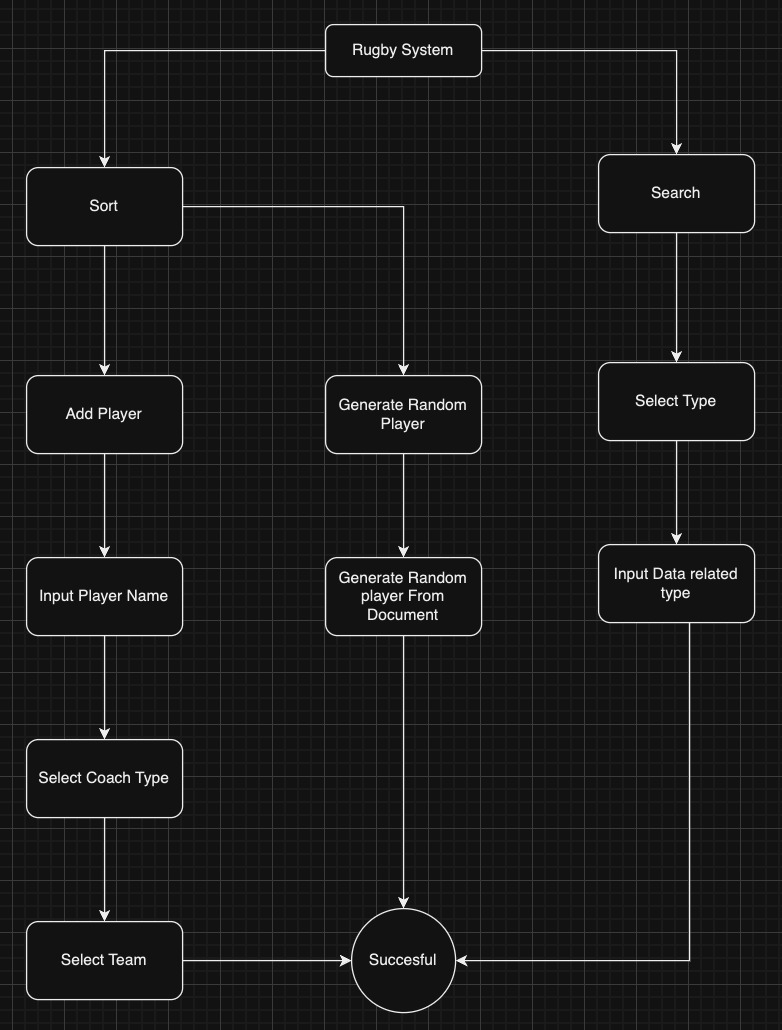 Rugby System
Sort
Search
Add Player
Generate Random
Player
Select Type
Input Player Name
Generate Random
player From
Document
Input Data related
type
Select Coach Type
Select Team
Succesful